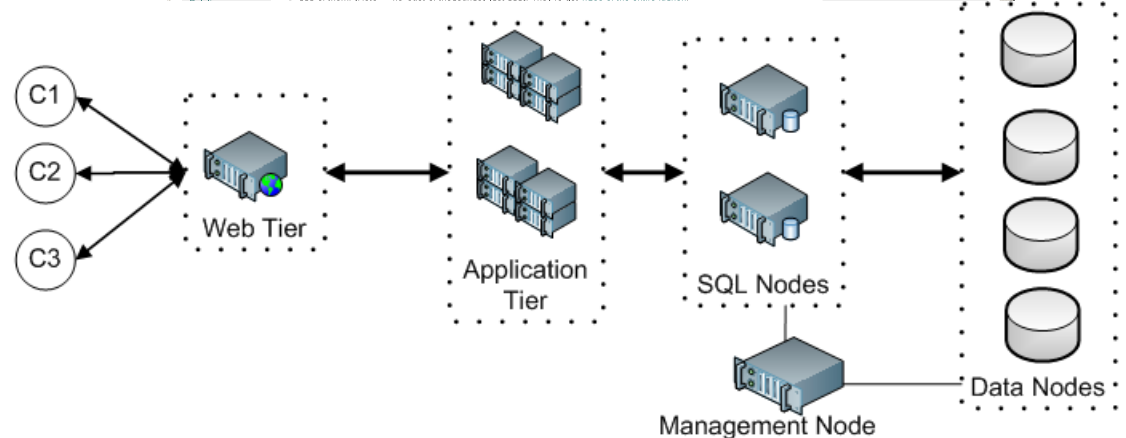 C1
C2
C3
Web Tier
Application
Tier
SQL Nodes
Data Nodes
Management Node